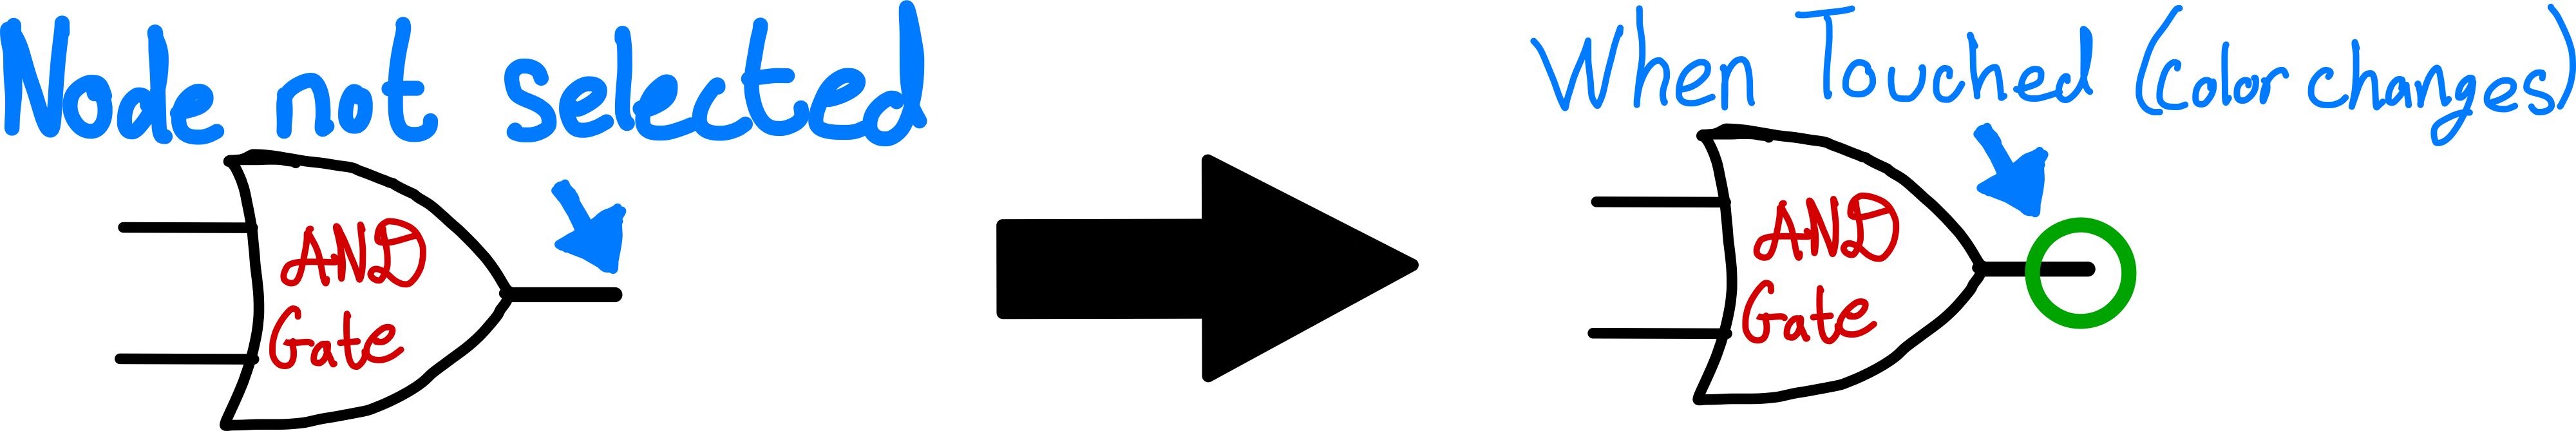 Node not selected
AND
Gate
When Touched (Color changes)
AND
Gate